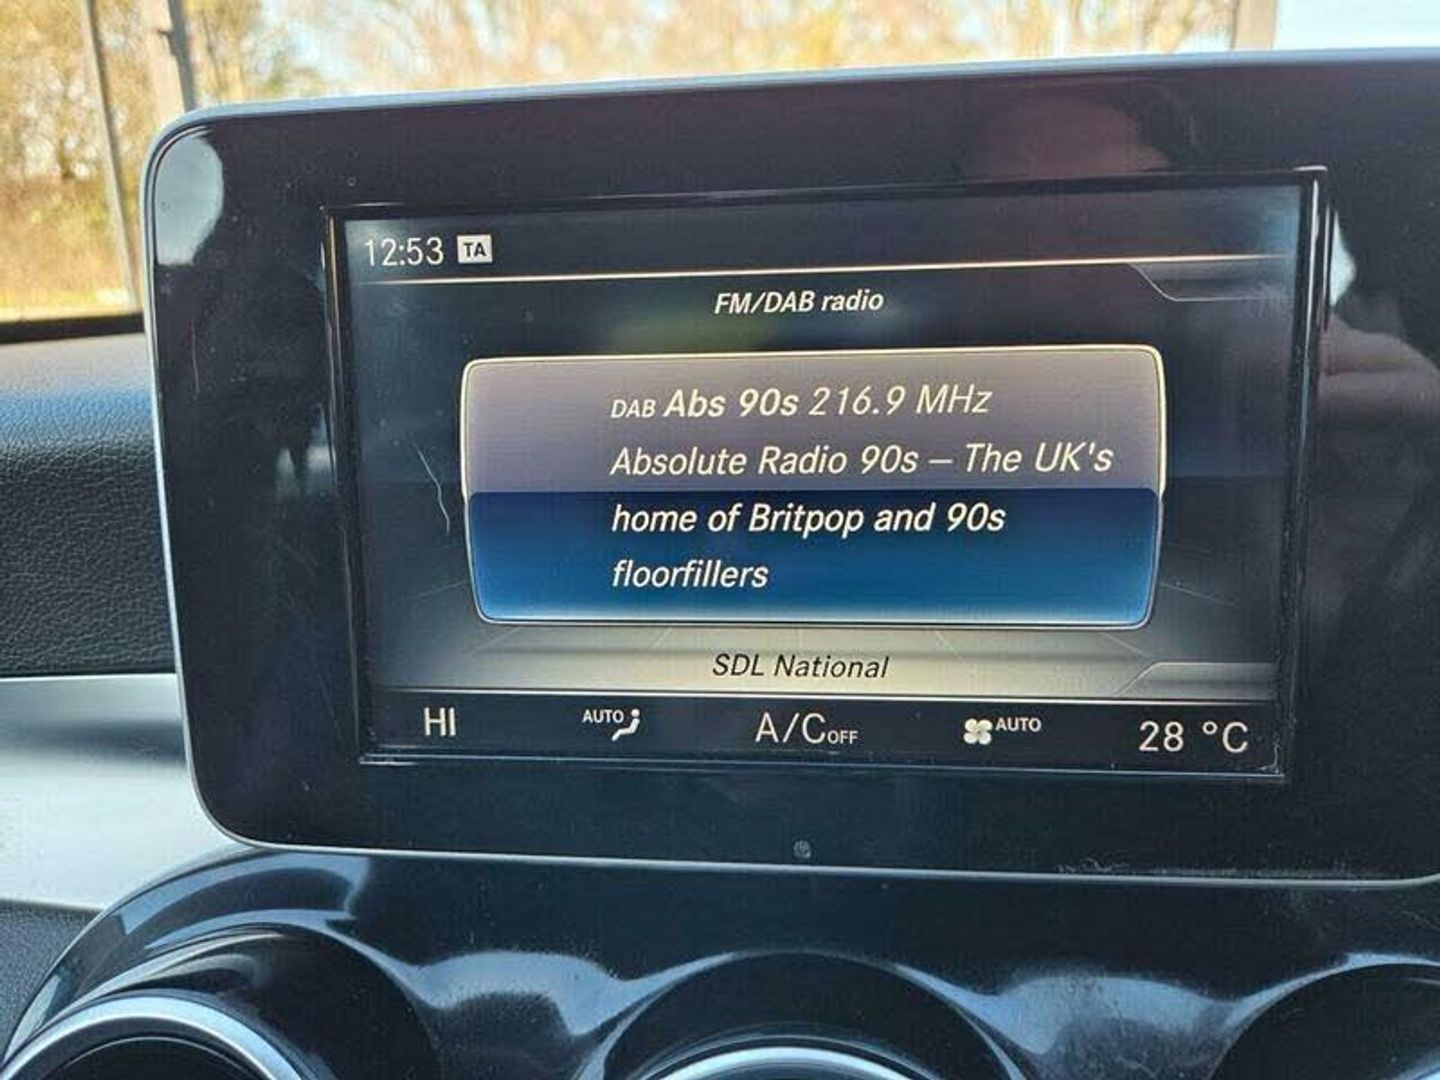 12:53 TA
FM/DAB radio
DAB Abs 90s 216.9 MHz
Absolute Radio 90s – The UK's
home of Britpop and 90s
floorfillers
SDL National
HI AUTO A/C OFF AUTO 28 °C